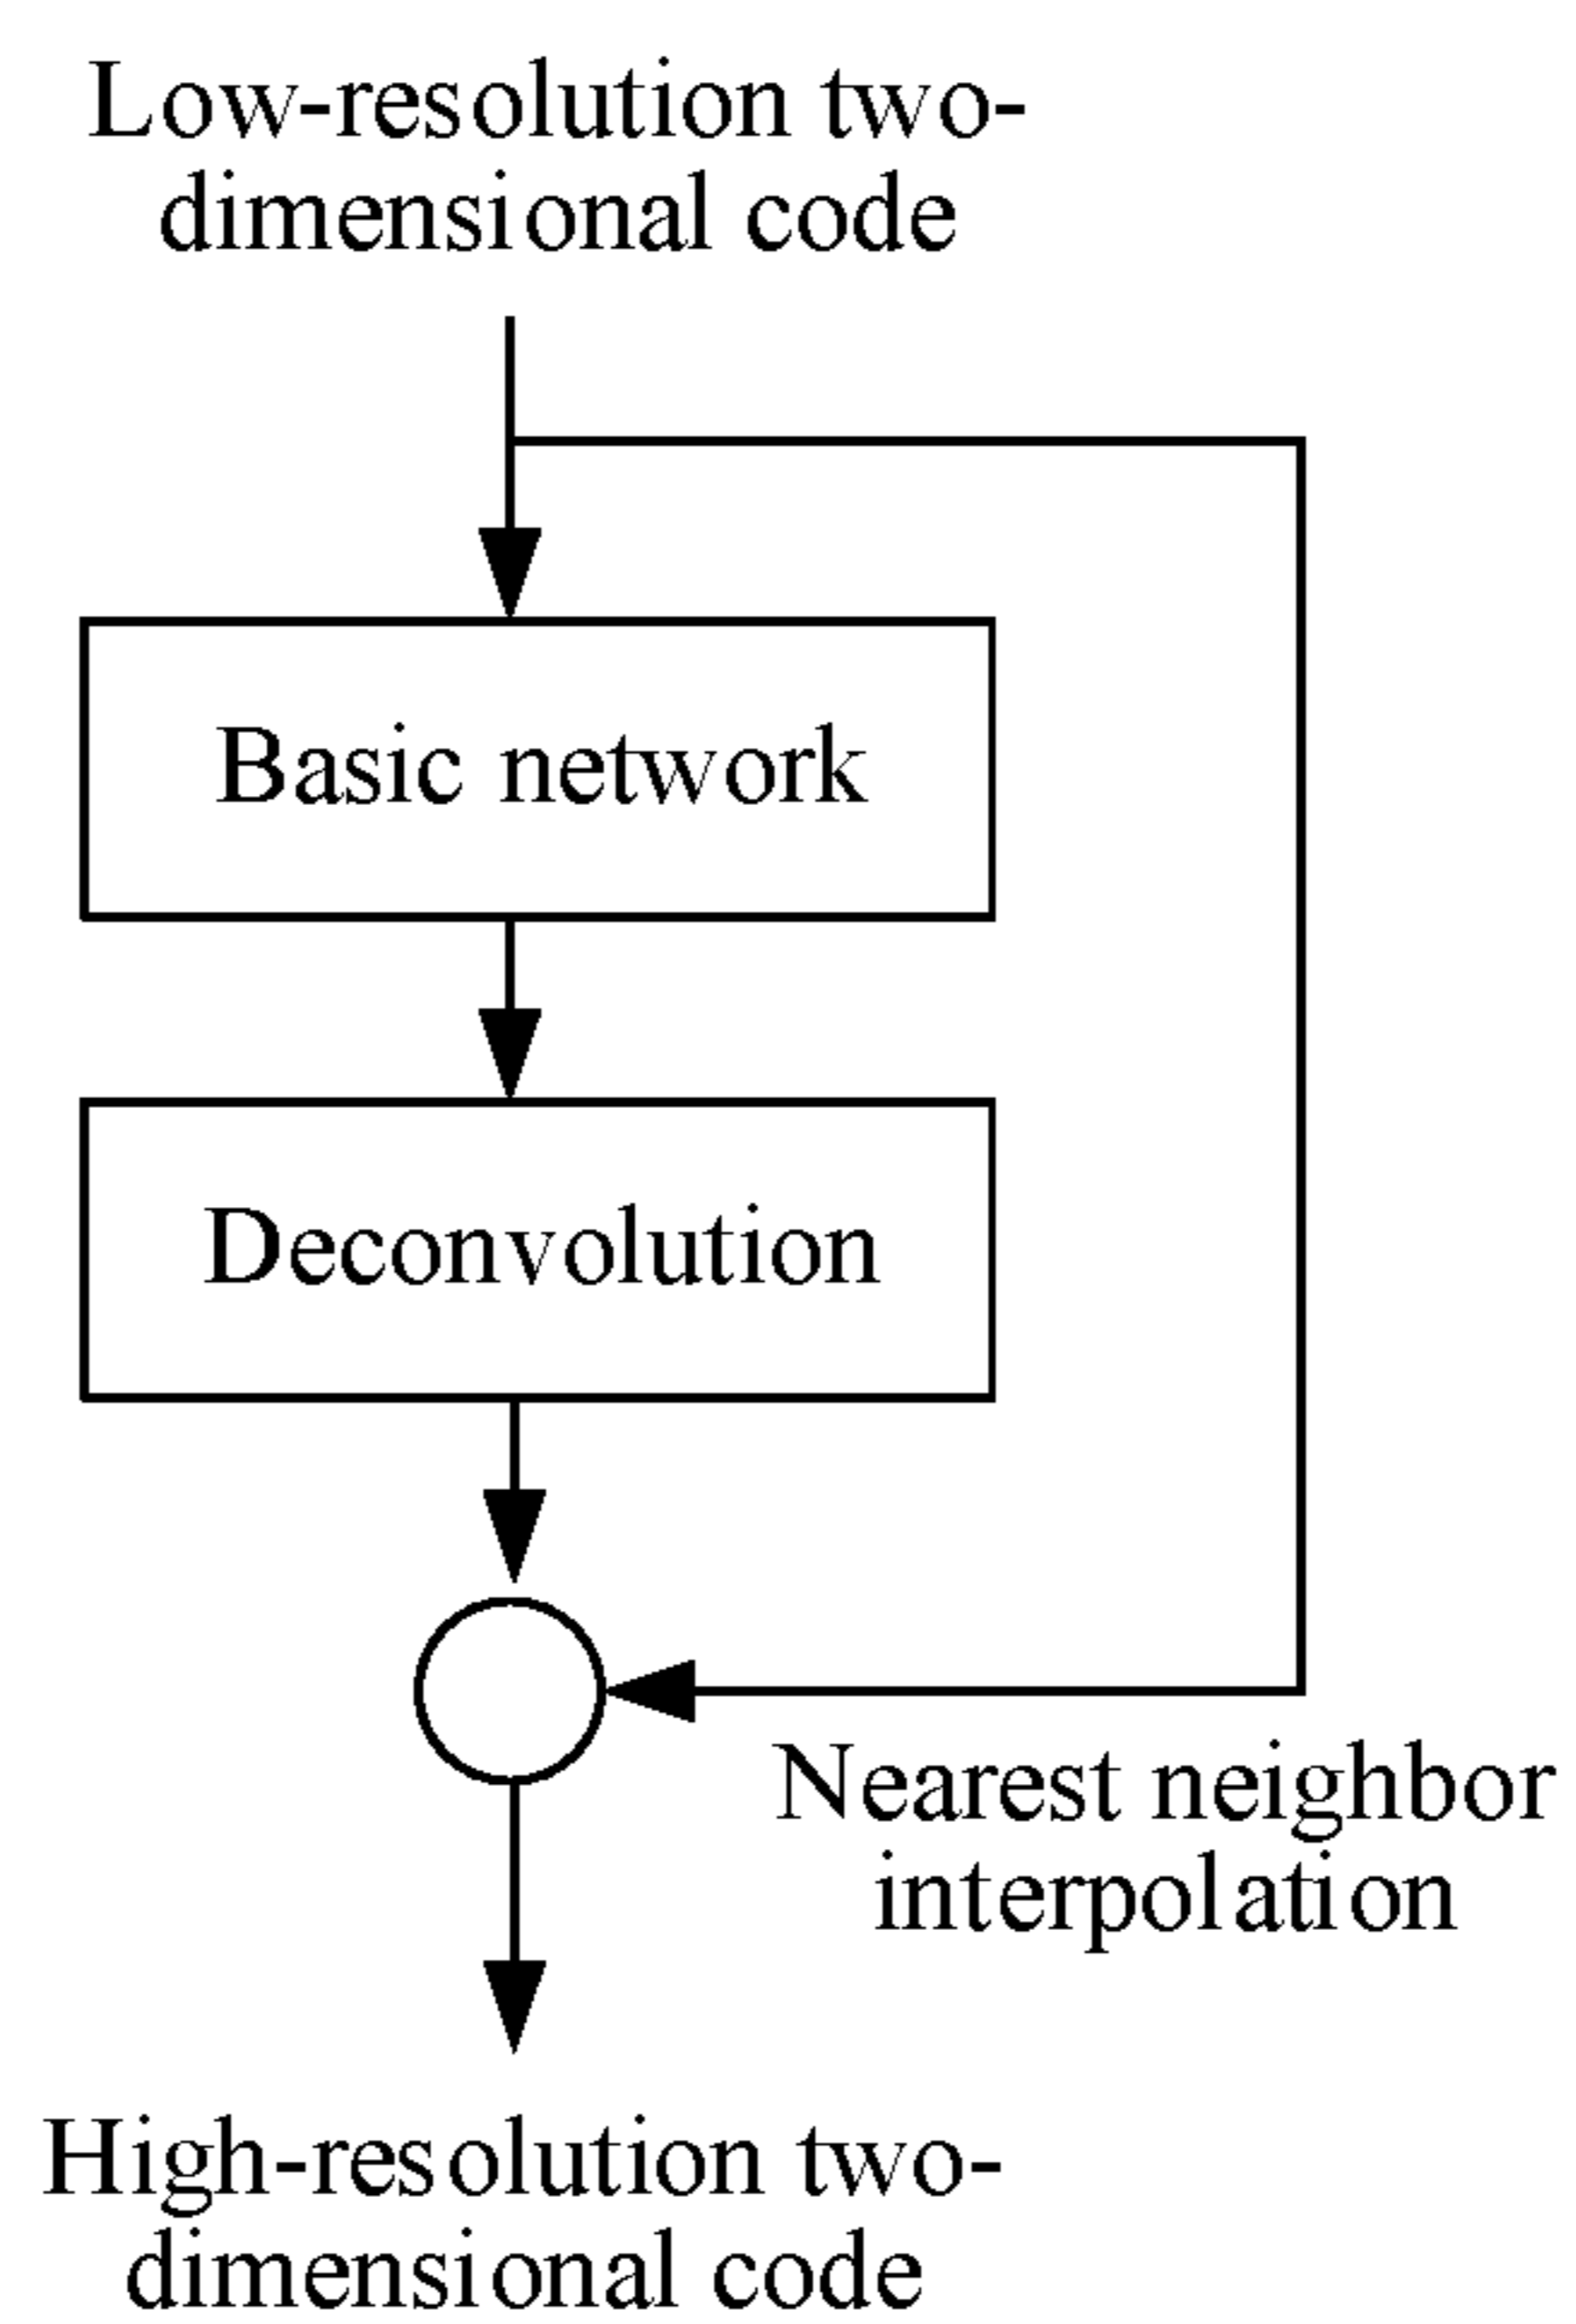 Low-resolution two-
dimensional code
Basic network
Deconvolution
Nearest neighbor
interpolation
High-resolution two-
dimensional code